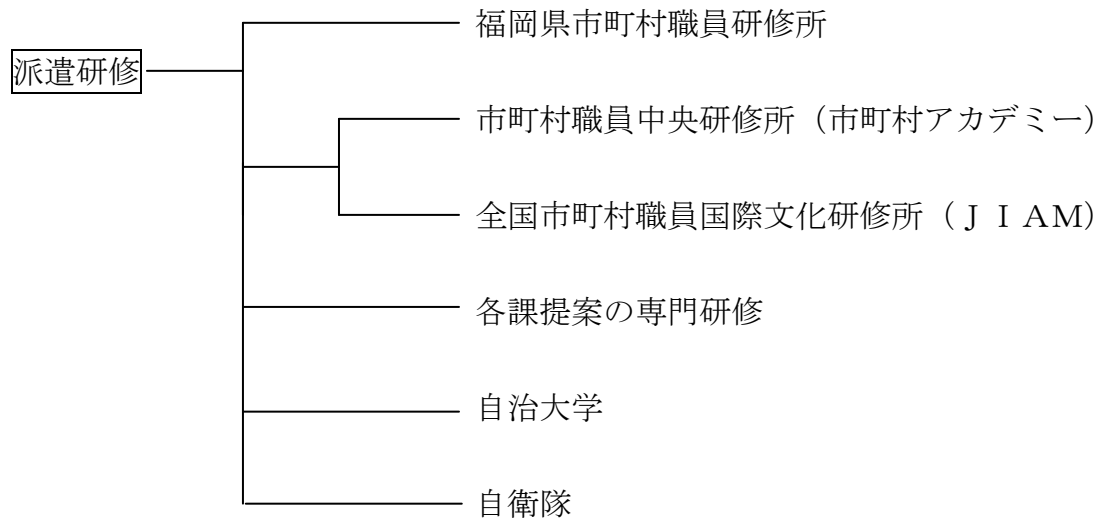 福岡県市町村職員研修所
派遣研修
市町村職員中央研修所（市町村アカデミー）
全国市町村職員国際文化研修所（ＪＩＡＭ）
各課提案の専門研修
自治大学
自衛隊